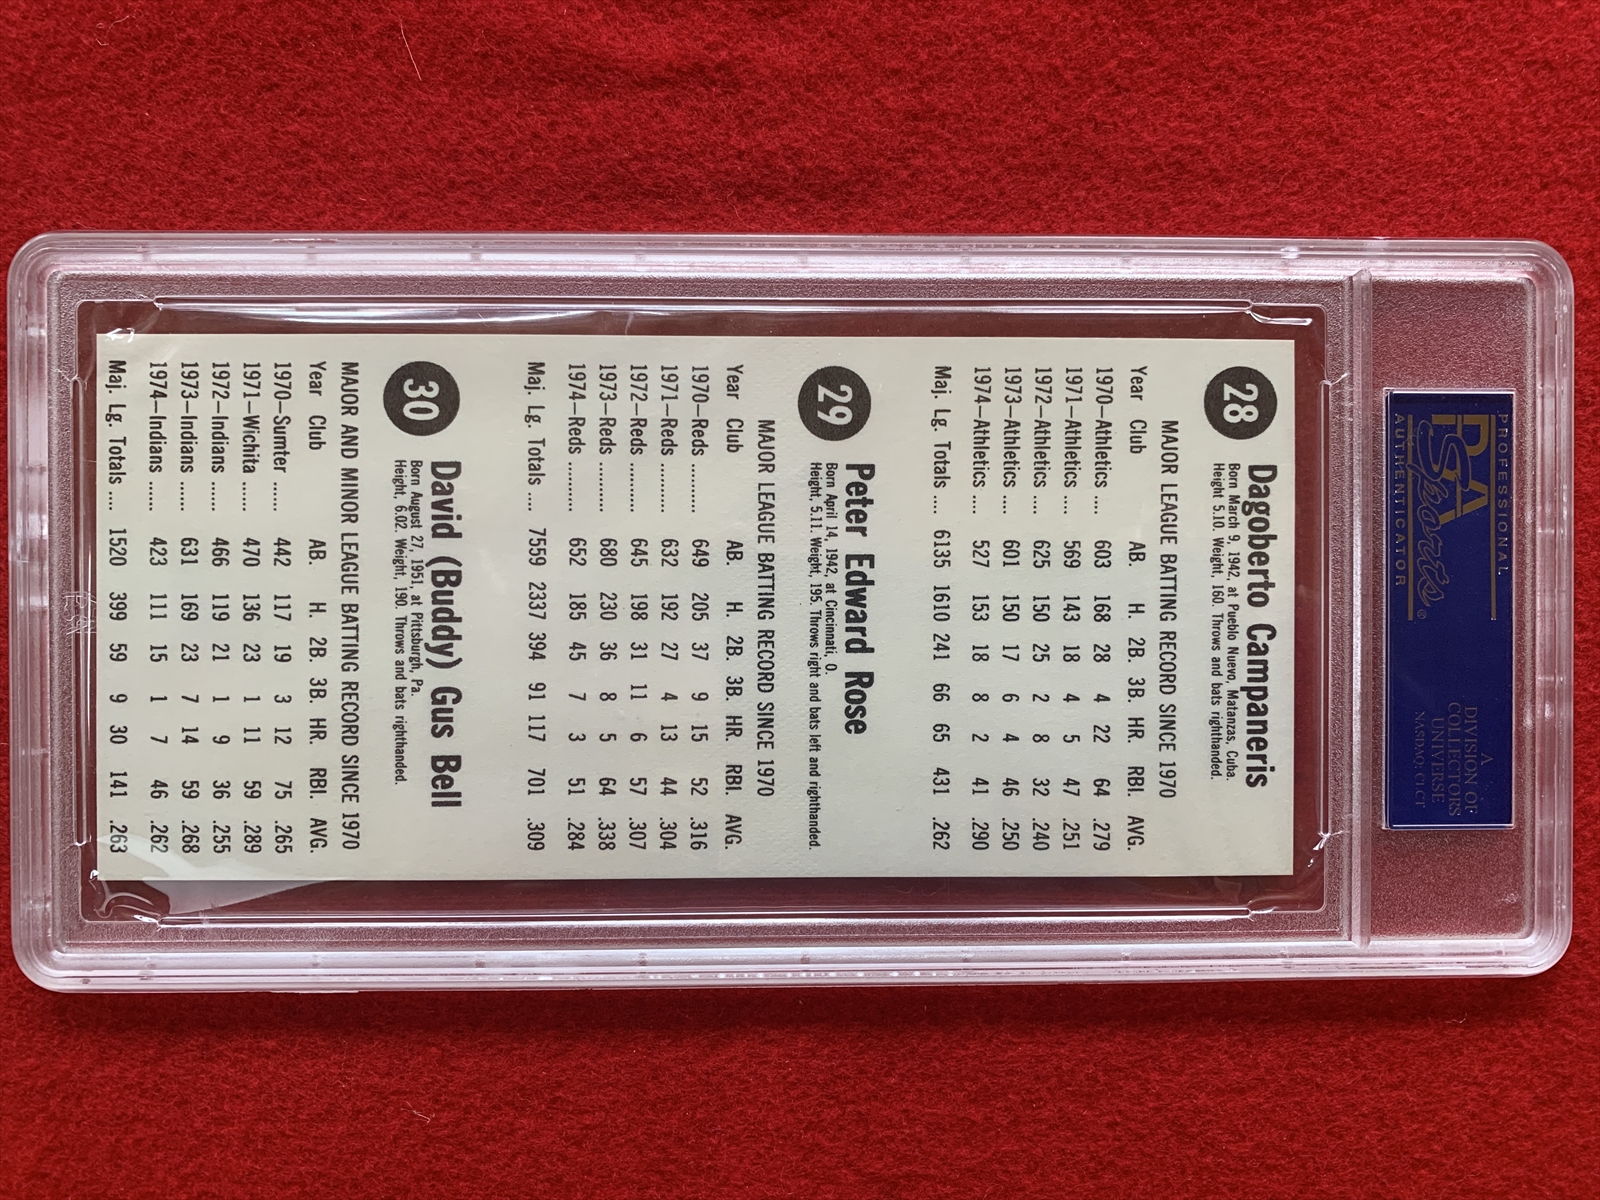 PROFESSIONAL
PSA
Sports®
AUTHENTICATOR
A
DIVISION OF
COLLECTORS
UNIVERSE
NASDAQ: CLCT
28 Dagoberto Campaneris
Born March 9, 1942, at Pueblo Nuevo, Matanzas, Cuba.
Height 5.10. Weight, 160. Throws and bats righthanded.
MAJOR LEAGUE BATTING RECORD SINCE 1970
Year Club AB. H. 2B. 3B. HR. RBI. AVG.
1970—Athletics .... 603 168 28 4 22 64 .279
1971—Athletics .... 569 143 18 4 5 47 .251
1972—Athletics .... 625 150 25 2 8 32 .240
1973—Athletics .... 601 150 17 6 4 46 .250
1974—Athletics .... 527 153 18 8 2 41 .290
Maj. Lg. Totals .... 6135 1610 241 66 65 431 .262
29 Peter Edward Rose
Born April 14, 1942, at Cincinnati, O.
Height, 5.11. Weight, 195. Throws right and bats left and righthanded.
MAJOR LEAGUE BATTING RECORD SINCE 1970
Year Club AB. H. 2B. 3B. HR. RBI. AVG.
1970—Reds .......... 649 205 37 9 15 52 .316
1971—Reds .......... 632 192 27 4 13 44 .304
1972—Reds .......... 645 198 31 11 6 57 .307
1973—Reds .......... 680 230 36 8 5 64 .338
1974—Reds .......... 652 185 45 7 3 51 .284
Maj. Lg. Totals .... 7559 2337 394 91 117 701 .309
30 David (Buddy) Gus Bell
Born August 27, 1951, at Pittsburgh, Pa.
Height, 6.02. Weight, 190. Throws and bats righthanded.
MAJOR AND MINOR LEAGUE BATTING RECORD SINCE 1970
Year Club AB. H. 2B. 3B. HR. RBI. AVG.
1970—Sumter ...... 442 117 19 3 12 75 .265
1971—Wichita ...... 470 136 23 1 11 59 .289
1972—Indians ...... 466 119 21 1 9 36 .255
1973—Indians ...... 631 169 23 7 14 59 .268
1974—Indians ...... 423 111 15 1 7 46 .262
Maj. Lg. Totals .... 1520 399 59 9 30 141 .263
PSA